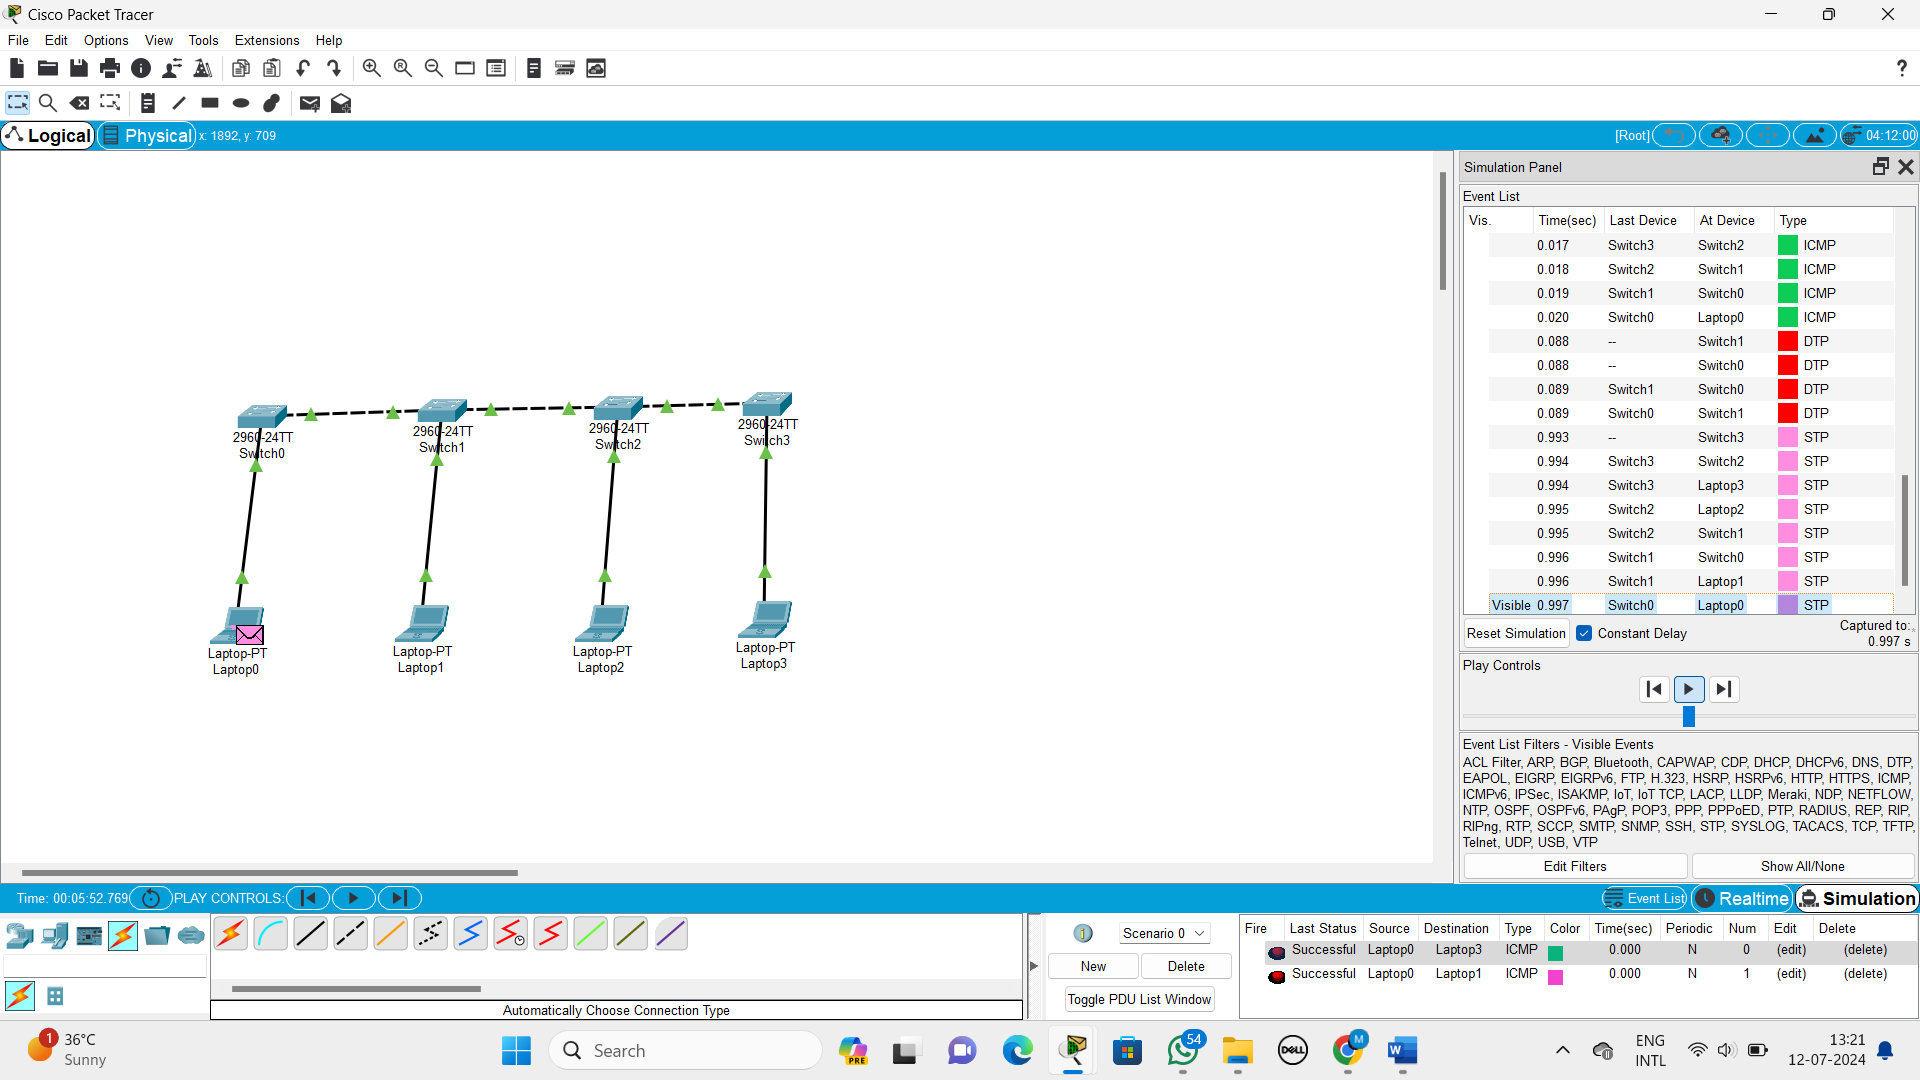 Cisco Packet Tracer
File Edit Options View Tools Extensions Help
Logical Physical x: 1892, y: 709 [Root] 04:12:00
2960-24TT
Switch0
2960-24TT
Switch1
2960-24TT
Switch2
2960-24TT
Switch3
Laptop-PT
Laptop0
Laptop-PT
Laptop1
Laptop-PT
Laptop2
Laptop-PT
Laptop3
Simulation Panel
Event List
Vis. Time(sec) Last Device At Device Type
0.017 Switch3 Switch2 ICMP
0.018 Switch2 Switch1 ICMP
0.019 Switch1 Switch0 ICMP
0.020 Switch0 Laptop0 ICMP
0.088 -- Switch1 DTP
0.088 -- Switch0 DTP
0.089 Switch1 Switch0 DTP
0.089 Switch0 Switch1 DTP
0.993 -- Switch3 STP
0.994 Switch3 Switch2 STP
0.994 Switch3 Laptop3 STP
0.995 Switch2 Laptop2 STP
0.995 Switch2 Switch1 STP
0.996 Switch1 Switch0 STP
0.996 Switch1 Laptop1 STP
Visible 0.997 Switch0 Laptop0 STP
Reset Simulation Constant Delay Captured to:
0.997 s
Play Controls
Event List Filters - Visible Events
ACL Filter, ARP, BGP, Bluetooth, CAPWAP, CDP, DHCP, DHCPv6, DNS, DTP,
EAPOL, EIGRP, EIGRPv6, FTP, H.323, HSRP, HSRPv6, HTTP, HTTPS, ICMP,
ICMPv6, IPSec, ISAKMP, IoT, IoT TCP, LACP, LLDP, Meraki, NDP, NETFLOW,
NTP, OSPF, OSPFv6, PAgP, POP3, PPP, PPPoED, PTP, RADIUS, REP, RIP,
RIPng, RTP, SCCP, SMTP, SNMP, SSH, STP, SYSLOG, TACACS, TCP, TFTP,
Telnet, UDP, USB, VTP
Edit Filters Show All/None
Time: 00:05:52.769 PLAY CONTROLS: Event List Realtime Simulation
Automatically Choose Connection Type
1 Scenario 0
New Delete
Toggle PDU List Window
Fire Last Status Source Destination Type Color Time(sec) Periodic Num Edit Delete
Successful Laptop0 Laptop3 ICMP 0.000 N 0 (edit) (delete)
Successful Laptop0 Laptop1 ICMP 0.000 N 1 (edit) (delete)
1 36°C
Sunny
Search
PRE
54
DELL
M
W
ENG
INTL
13:21
12-07-2024